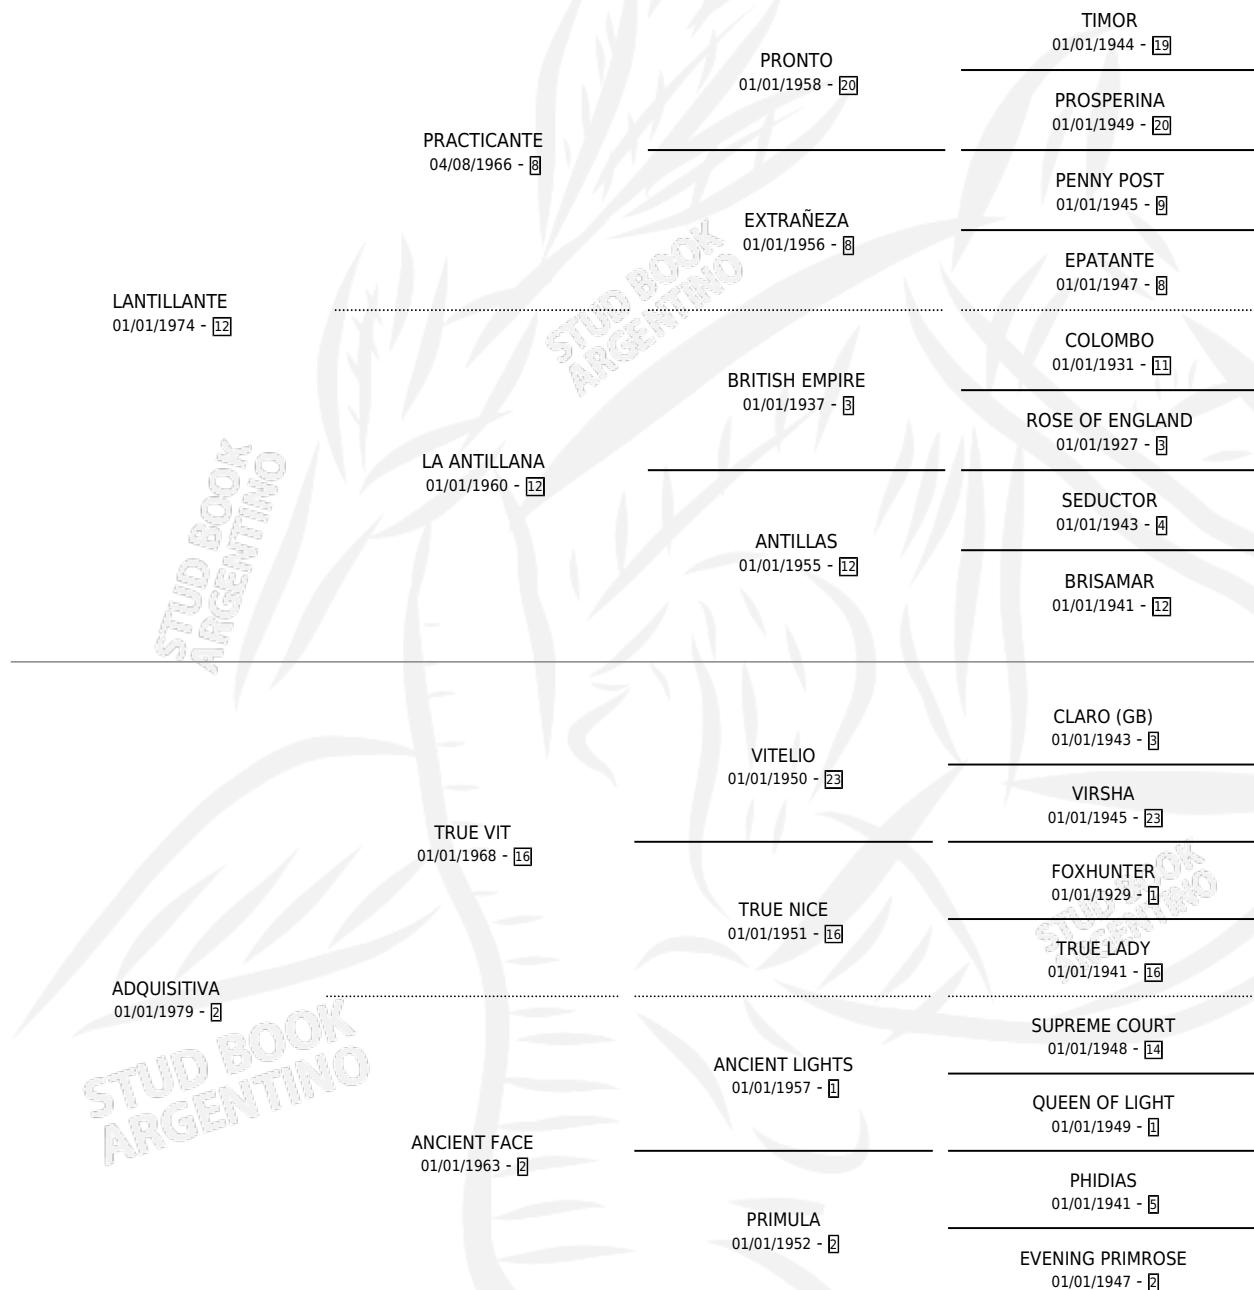 TIMOR
01/01/1944 - 19
PRONTO
01/01/1958 - 20
PROSPERINA
01/01/1949 - 20
PRACTICANTE
04/08/1966 - 8
PENNY POST
01/01/1945 - 9
EXTRAÑEZA
01/01/1956 - 8
EPATANTE
01/01/1947 - 8
LANTILLANTE
01/01/1974 - 12
COLOMBO
01/01/1931 - 11
BRITISH EMPIRE
01/01/1937 - 3
ROSE OF ENGLAND
01/01/1927 - 3
LA ANTILLANA
01/01/1960 - 12
SEDUCTOR
01/01/1943 - 4
ANTILLAS
01/01/1955 - 12
BRISAMAR
01/01/1941 - 12
CLARO (GB)
01/01/1943 - 3
VITELIO
01/01/1950 - 23
VIRSHA
01/01/1945 - 23
TRUE VIT
01/01/1968 - 16
FOXHUNTER
01/01/1929 - 1
TRUE NICE
01/01/1951 - 16
TRUE LADY
01/01/1941 - 16
ADQUISITIVA
01/01/1979 - 2
SUPREME COURT
01/01/1948 - 14
ANCIENT LIGHTS
01/01/1957 - 1
QUEEN OF LIGHT
01/01/1949 - 1
ANCIENT FACE
01/01/1963 - 2
PHIDIAS
01/01/1941 - 5
PRIMULA
01/01/1952 - 2
EVENING PRIMROSE
01/01/1947 - 2
STUD BOOK
ARGENTINO
STUD BOOK
ARGENTINO
STUD BOOK
ARGENTINO
STUD BOOK
ARGENTINO